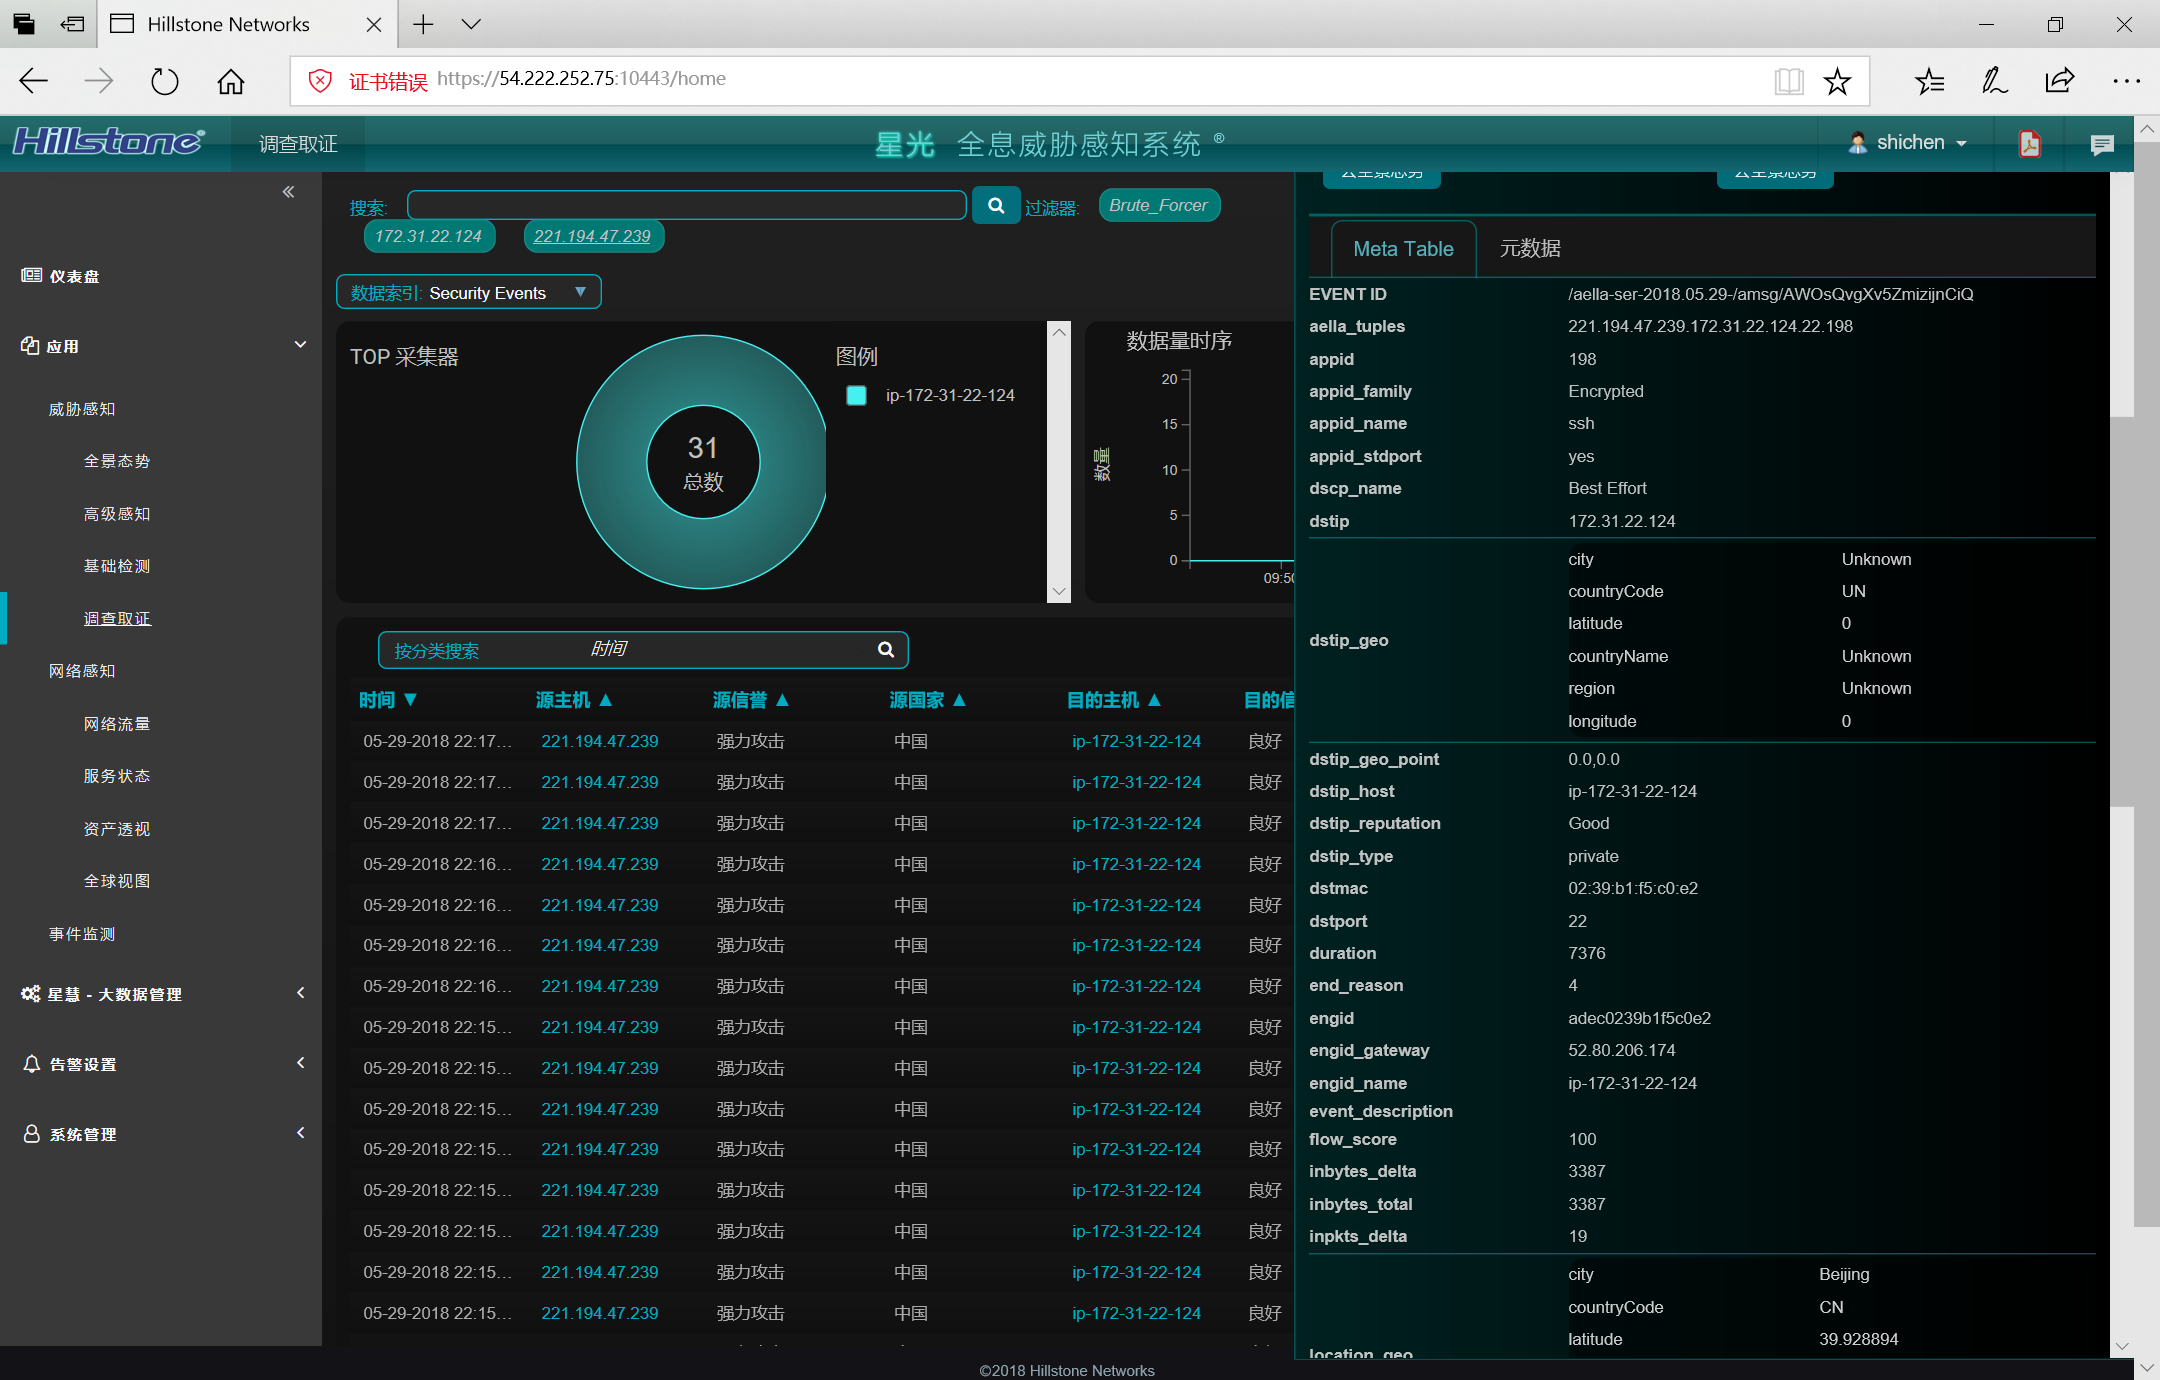 Hillstone Networks
证书错误 https://54.222.252.75:10443/home
Hillstone®
调查取证
星光 全息威胁感知系统 ®
shichen
仪表盘
应用
威胁感知
全景态势
高级感知
基础检测
调查取证
网络感知
网络流量
服务状态
资产透视
全球视图
事件监测
星慧 - 大数据管理
告警设置
系统管理
搜索:
过滤器: Brute_Forcer
172.31.22.124 221.194.47.239
数据索引: Security Events
TOP 采集器
31
总数
图例
ip-172-31-22-124
数据量时序
数量
20
15
10
5
0
按分类搜索 时间
时间 源主机 源信誉 源国家 目的主机 目的信
05-29-2018 22:17... 221.194.47.239 强力攻击 中国 ip-172-31-22-124 良好
05-29-2018 22:17... 221.194.47.239 强力攻击 中国 ip-172-31-22-124 良好
05-29-2018 22:17... 221.194.47.239 强力攻击 中国 ip-172-31-22-124 良好
05-29-2018 22:16... 221.194.47.239 强力攻击 中国 ip-172-31-22-124 良好
05-29-2018 22:16... 221.194.47.239 强力攻击 中国 ip-172-31-22-124 良好
05-29-2018 22:16... 221.194.47.239 强力攻击 中国 ip-172-31-22-124 良好
05-29-2018 22:16... 221.194.47.239 强力攻击 中国 ip-172-31-22-124 良好
05-29-2018 22:15... 221.194.47.239 强力攻击 中国 ip-172-31-22-124 良好
05-29-2018 22:15... 221.194.47.239 强力攻击 中国 ip-172-31-22-124 良好
05-29-2018 22:15... 221.194.47.239 强力攻击 中国 ip-172-31-22-124 良好
05-29-2018 22:15... 221.194.47.239 强力攻击 中国 ip-172-31-22-124 良好
05-29-2018 22:15... 221.194.47.239 强力攻击 中国 ip-172-31-22-124 良好
05-29-2018 22:15... 221.194.47.239 强力攻击 中国 ip-172-31-22-124 良好
05-29-2018 22:15... 221.194.47.239 强力攻击 中国 ip-172-31-22-124 良好
05-29-2018 22:15... 221.194.47.239 强力攻击 中国 ip-172-31-22-124 良好
Meta Table 元数据
EVENT ID /aella-ser-2018.05.29-/amsg/AWOsQvgXv5ZmizijnCiQ
aella_tuples 221.194.47.239.172.31.22.124.22.198
appid 198
appid_family Encrypted
appid_name ssh
appid_stdport yes
dscp_name Best Effort
dstip 172.31.22.124
dstip_geo
city Unknown
countryCode UN
latitude 0
countryName Unknown
region Unknown
longitude 0
dstip_geo_point 0.0,0.0
dstip_host ip-172-31-22-124
dstip_reputation Good
dstip_type private
dstmac 02:39:b1:f5:c0:e2
dstport 22
duration 7376
end_reason 4
engid adec0239b1f5c0e2
engid_gateway 52.80.206.174
engid_name ip-172-31-22-124
event_description
flow_score 100
inbytes_delta 3387
inbytes_total 3387
inpkts_delta 19
city Beijing
countryCode CN
latitude 39.928894
location_geo
©2018 Hillstone Networks